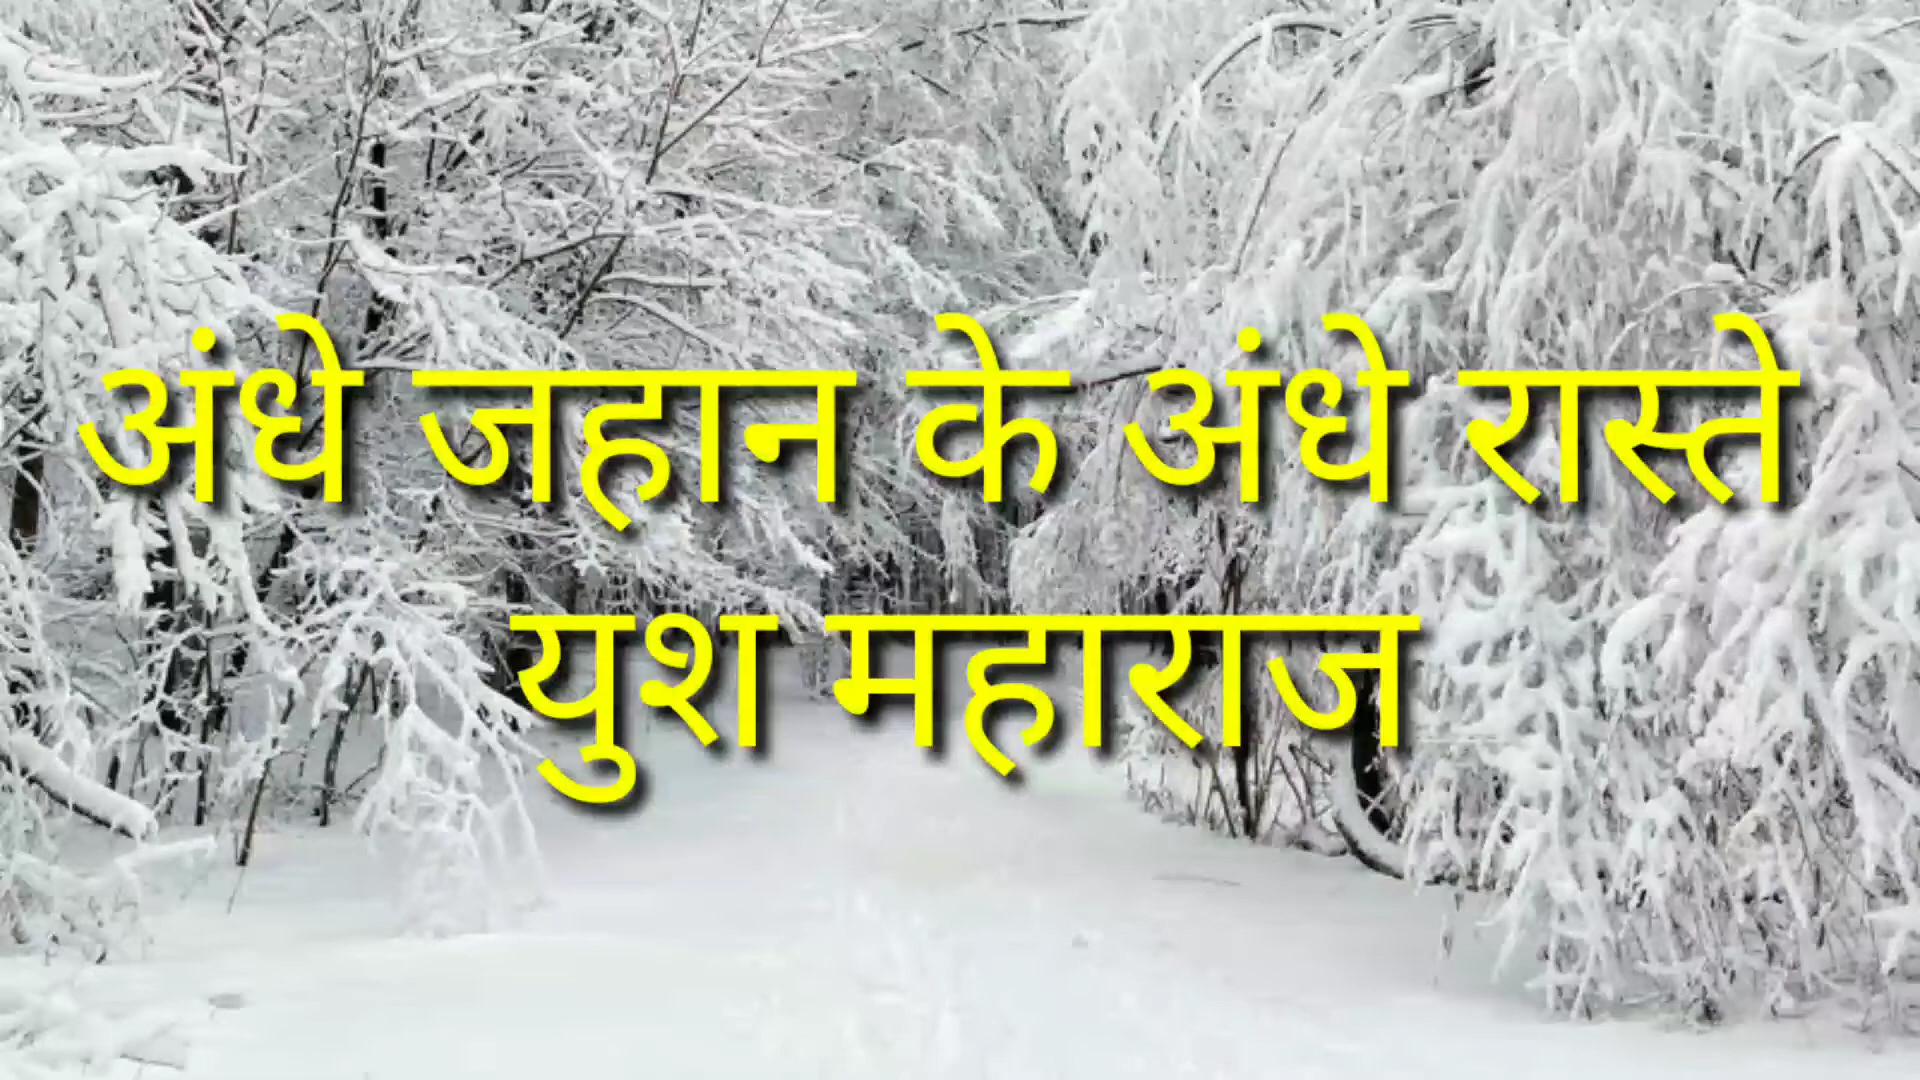 अंधे जहान के अंधे रास्ते
युश महाराज